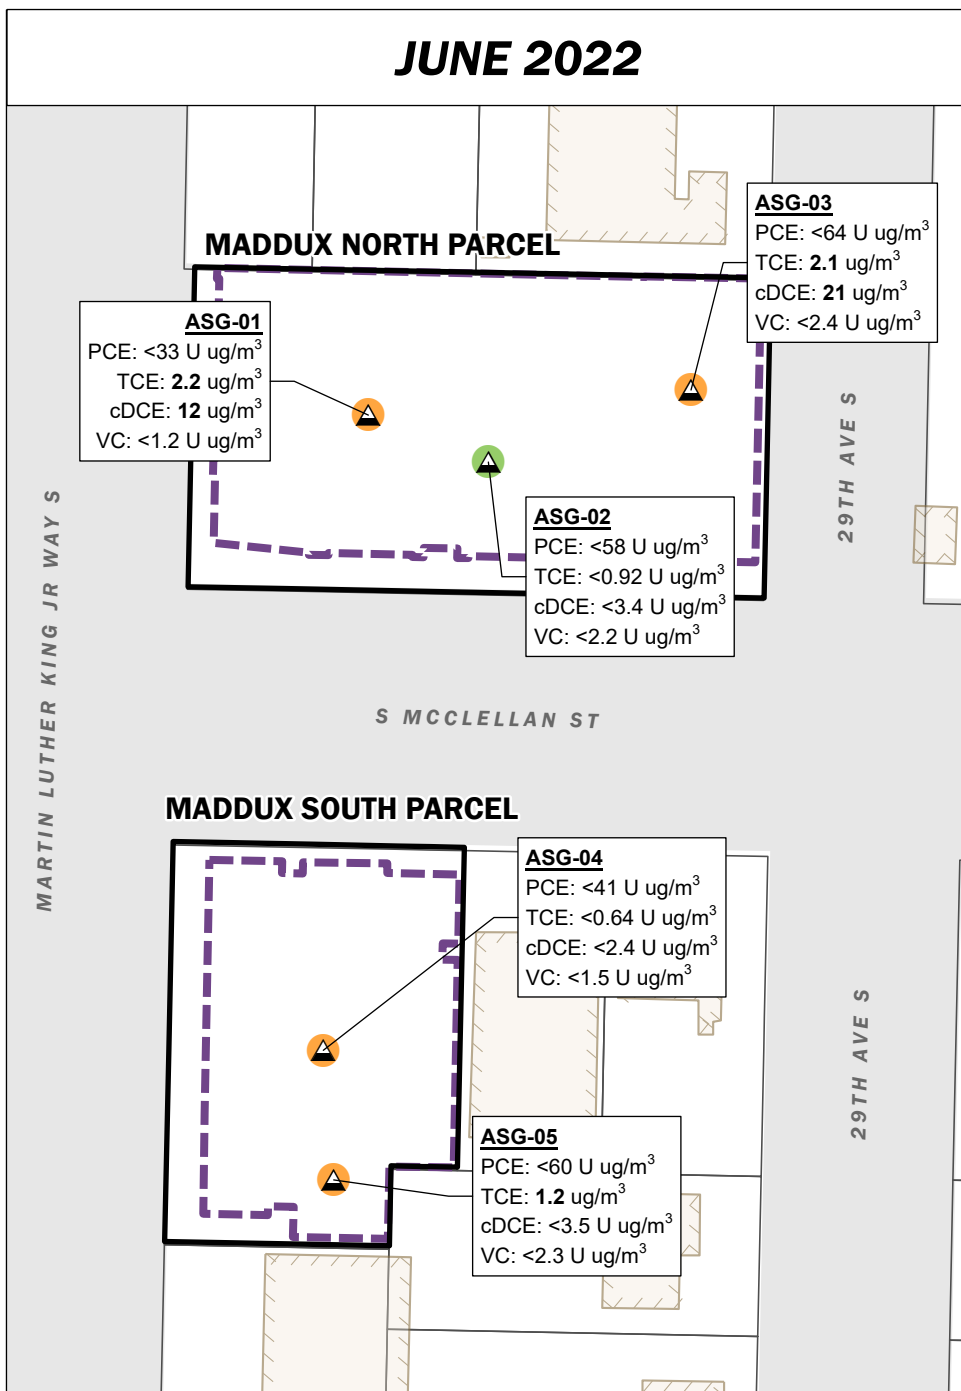 JUNE 2022
MADDUX NORTH PARCEL
ASG-03
PCE: <64 U ug/m³
TCE: 2.1 ug/m³
cDCE: 21 ug/m³
VC: <2.4 U ug/m³
ASG-01
PCE: <33 U ug/m³
TCE: 2.2 ug/m³
cDCE: 12 ug/m³
VC: <1.2 U ug/m³
29TH AVE S
ASG-02
PCE: <58 U ug/m³
TCE: <0.92 U ug/m³
cDCE: <3.4 U ug/m³
VC: <2.2 U ug/m³
MARTIN LUTHER KING JR WAY S
S MCCLELLAN ST
MADDUX SOUTH PARCEL
ASG-04
PCE: <41 U ug/m³
TCE: <0.64 U ug/m³
cDCE: <2.4 U ug/m³
VC: <1.5 U ug/m³
29TH AVE S
ASG-05
PCE: <60 U ug/m³
TCE: 1.2 ug/m³
cDCE: <3.5 U ug/m³
VC: <2.3 U ug/m³